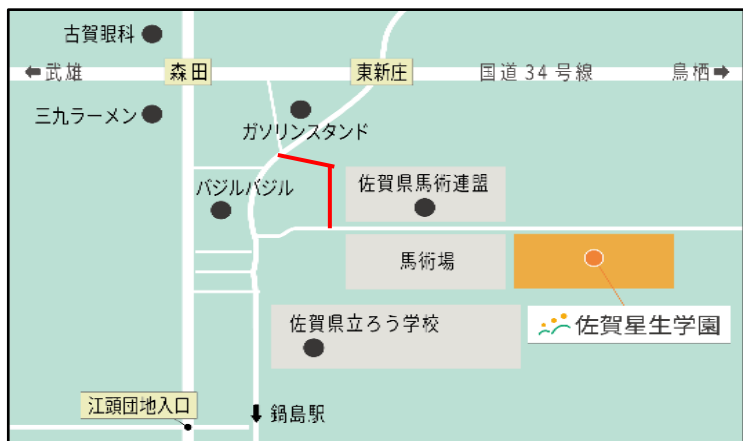 古賀眼科
武雄
森田
東新庄
国道34号線
鳥栖
三九ラーメン
ガソリンスタンド
バジルバジル
佐賀県馬術連盟
馬術場
佐賀県立ろう学校
佐賀星生学園
江頭団地入口
鍋島駅